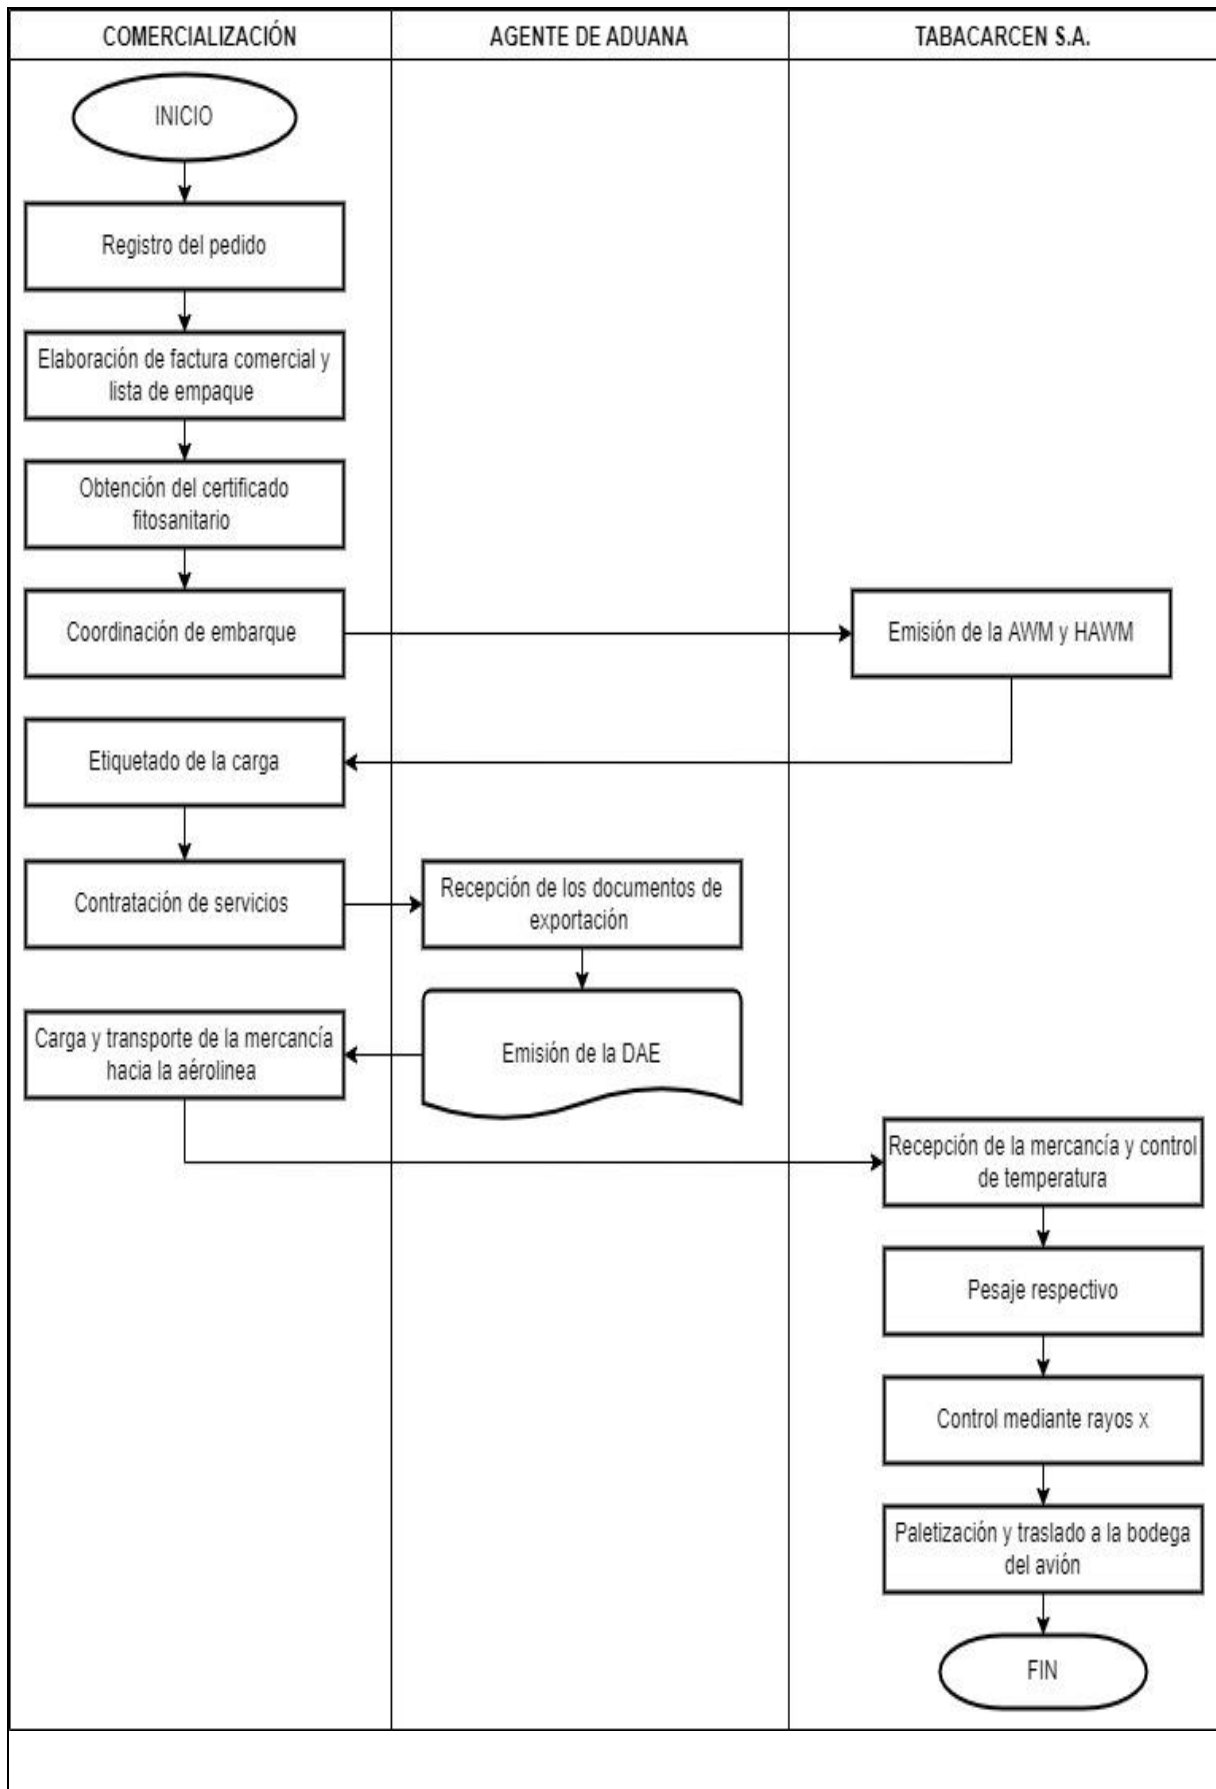 COMERCIALIZACIÓN
AGENTE DE ADUANA
TABACARCEN S.A.
INICIO
Registro del pedido
Elaboración de factura comercial y
lista de empaque
Obtención del certificado
fitosanitario
Coordinación de embarque
Emisión de la AWM y HAWM
Etiquetado de la carga
Contratación de servicios
Recepción de los documentos de
exportación
Emisión de la DAE
Carga y transporte de la mercancía
hacia la aérolinea
Recepción de la mercancía y control
de temperatura
Pesaje respectivo
Control mediante rayos x
Paletización y traslado a la bodega
del avión
FIN